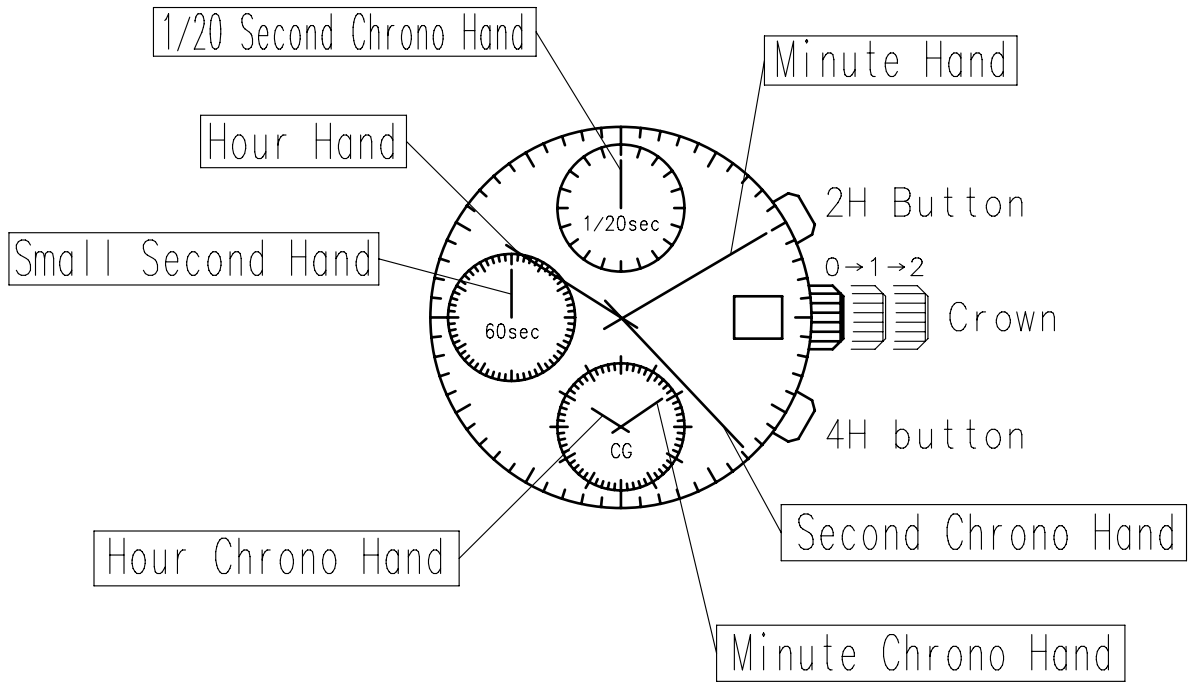 1/20 Second Chrono Hand
Minute Hand
Hour Hand
2H Button
1/20sec
Small Second Hand
0→1→2
60sec
Crown
4H button
CG
Second Chrono Hand
Hour Chrono Hand
Minute Chrono Hand